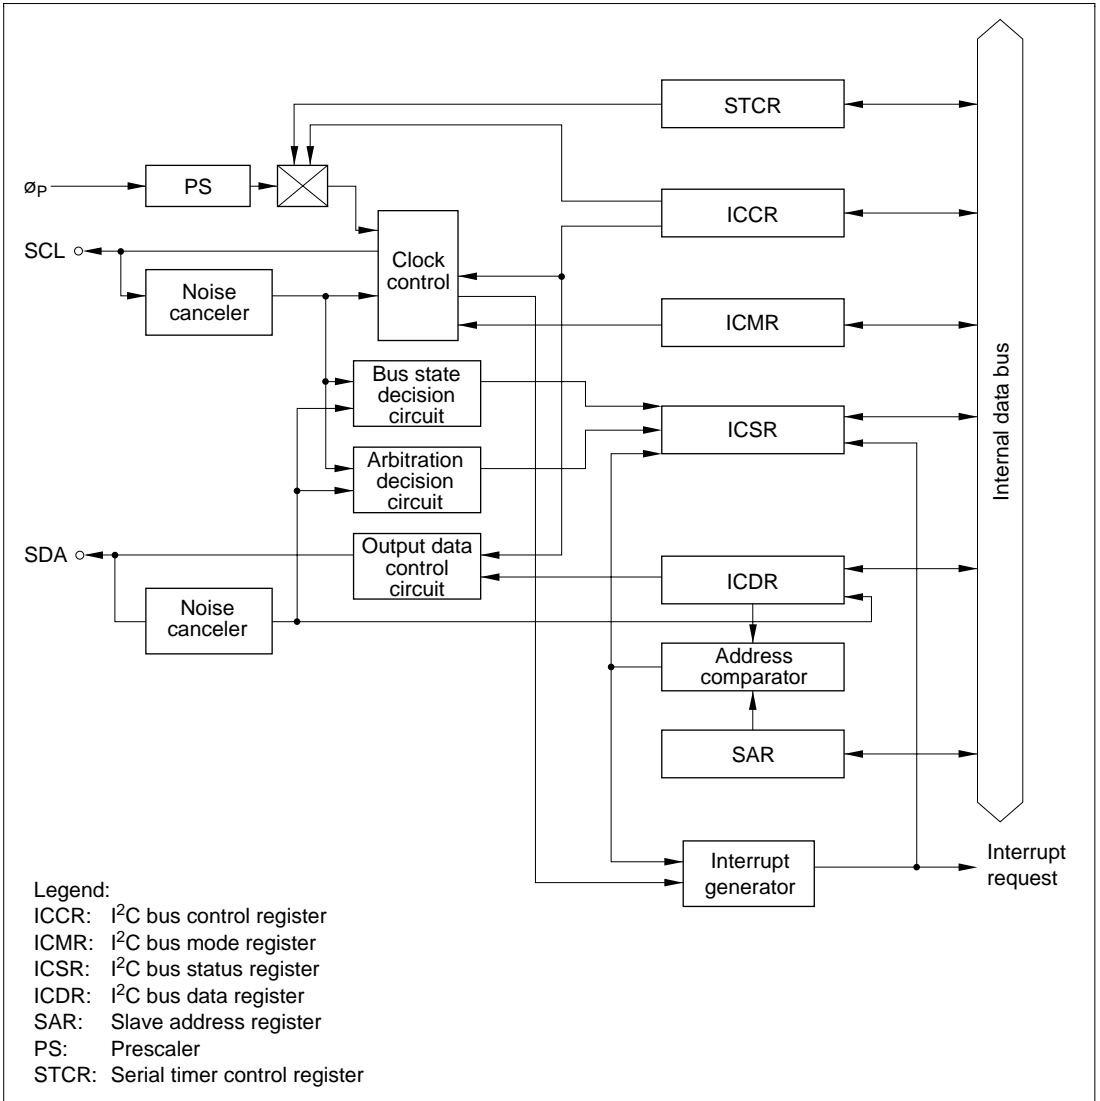 STCR
øP
PS
ICCR
SCL
Clock
control
Noise
canceler
ICMR
Internal data bus
Bus state
decision
circuit
ICSR
Arbitration
decision
circuit
SDA
Output data
control
circuit
ICDR
Noise
canceler
Address
comparator
SAR
Interrupt
generator
Interrupt
request
Legend:
ICCR: I²C bus control register
ICMR: I²C bus mode register
ICSR: I²C bus status register
ICDR: I²C bus data register
SAR: Slave address register
PS: Prescaler
STCR: Serial timer control register